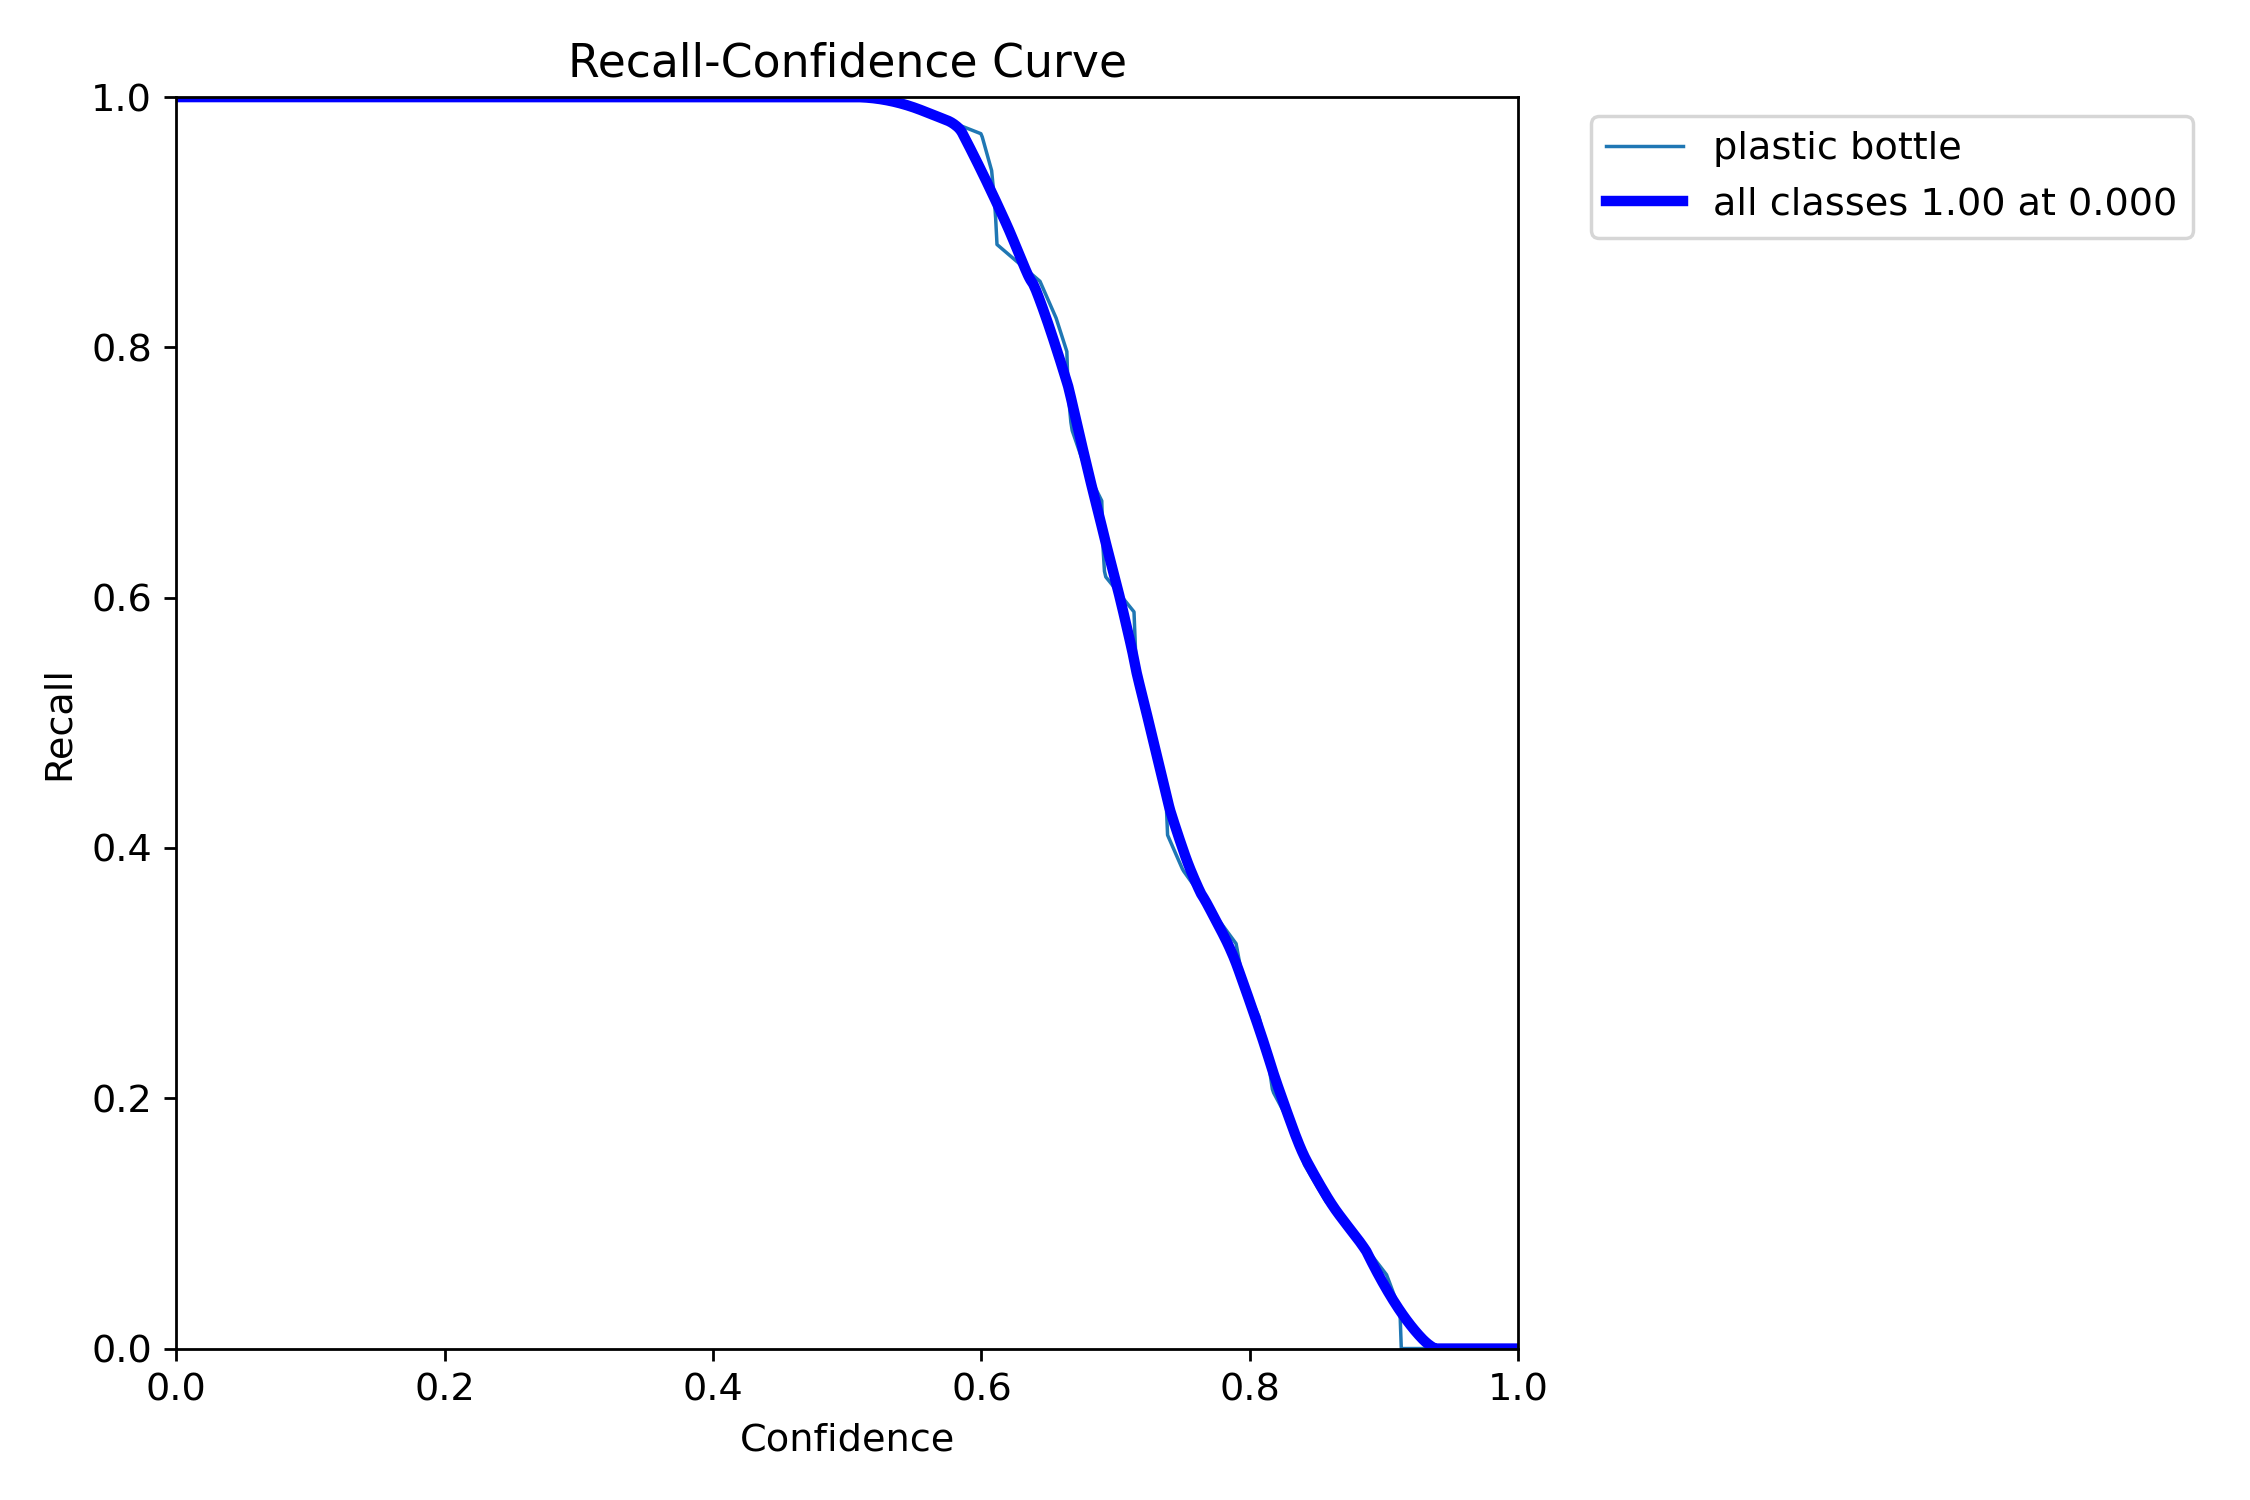 Recall-Confidence Curve
1.0
0.8
0.6
0.4
0.2
0.0
Recall
0.0 0.2 0.4 0.6 0.8 1.0
Confidence
plastic bottle
all classes 1.00 at 0.000